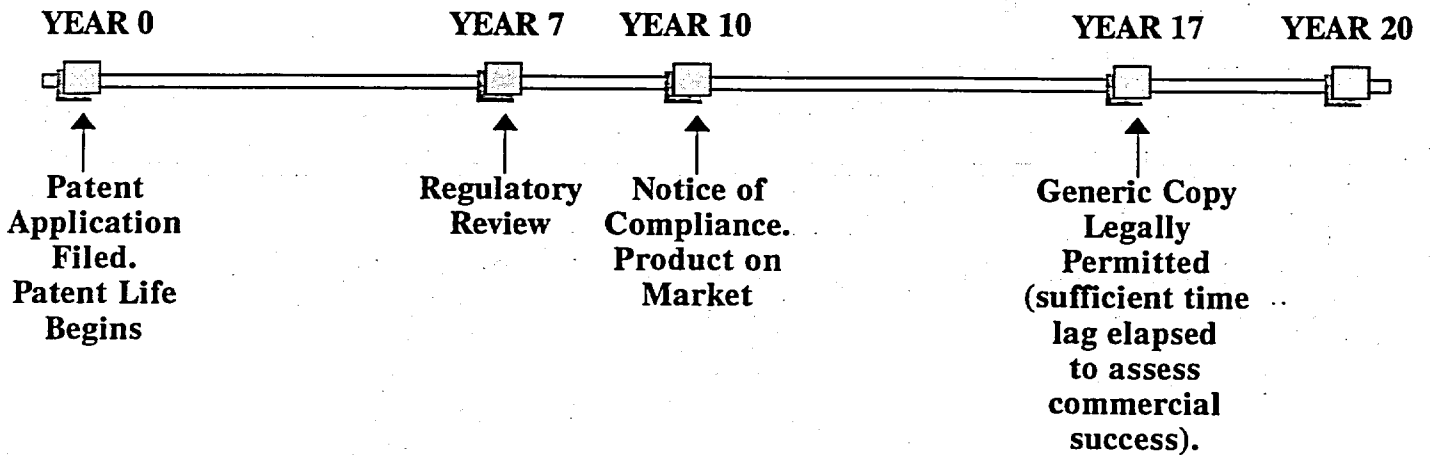 YEAR 0 YEAR 7 YEAR 10 YEAR 17 YEAR 20
Patent
Application
Filed.
Patent Life
Begins
Regulatory
Review
Notice of
Compliance.
Product on
Market
Generic Copy
Legally
Permitted
(sufficient time
lag elapsed
to assess
commercial
success).